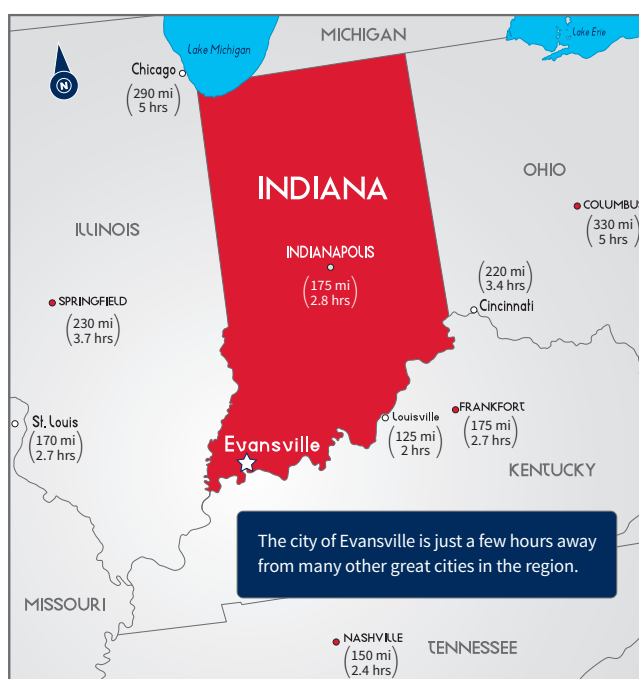 Lake Michigan
MICHIGAN
Lake Erie
N
Chicago
(290 mi
5 hrs)
INDIANA
OHIO
COLUMBUS
(330 mi
5 hrs)
ILLINOIS
INDIANAPOLIS
(175 mi
2.8 hrs)
(220 mi
3.4 hrs)
Cincinnati
SPRINGFIELD
(230 mi
3.7 hrs)
St. Louis
(170 mi
2.7 hrs)
Louisville
(125 mi
2 hrs)
FRANKFORT
(175 mi
2.7 hrs)
Evansville
KENTUCKY
The city of Evansville is just a few hours away
from many other great cities in the region.
MISSOURI
NASHVILLE
(150 mi
2.4 hrs)
TENNESSEE